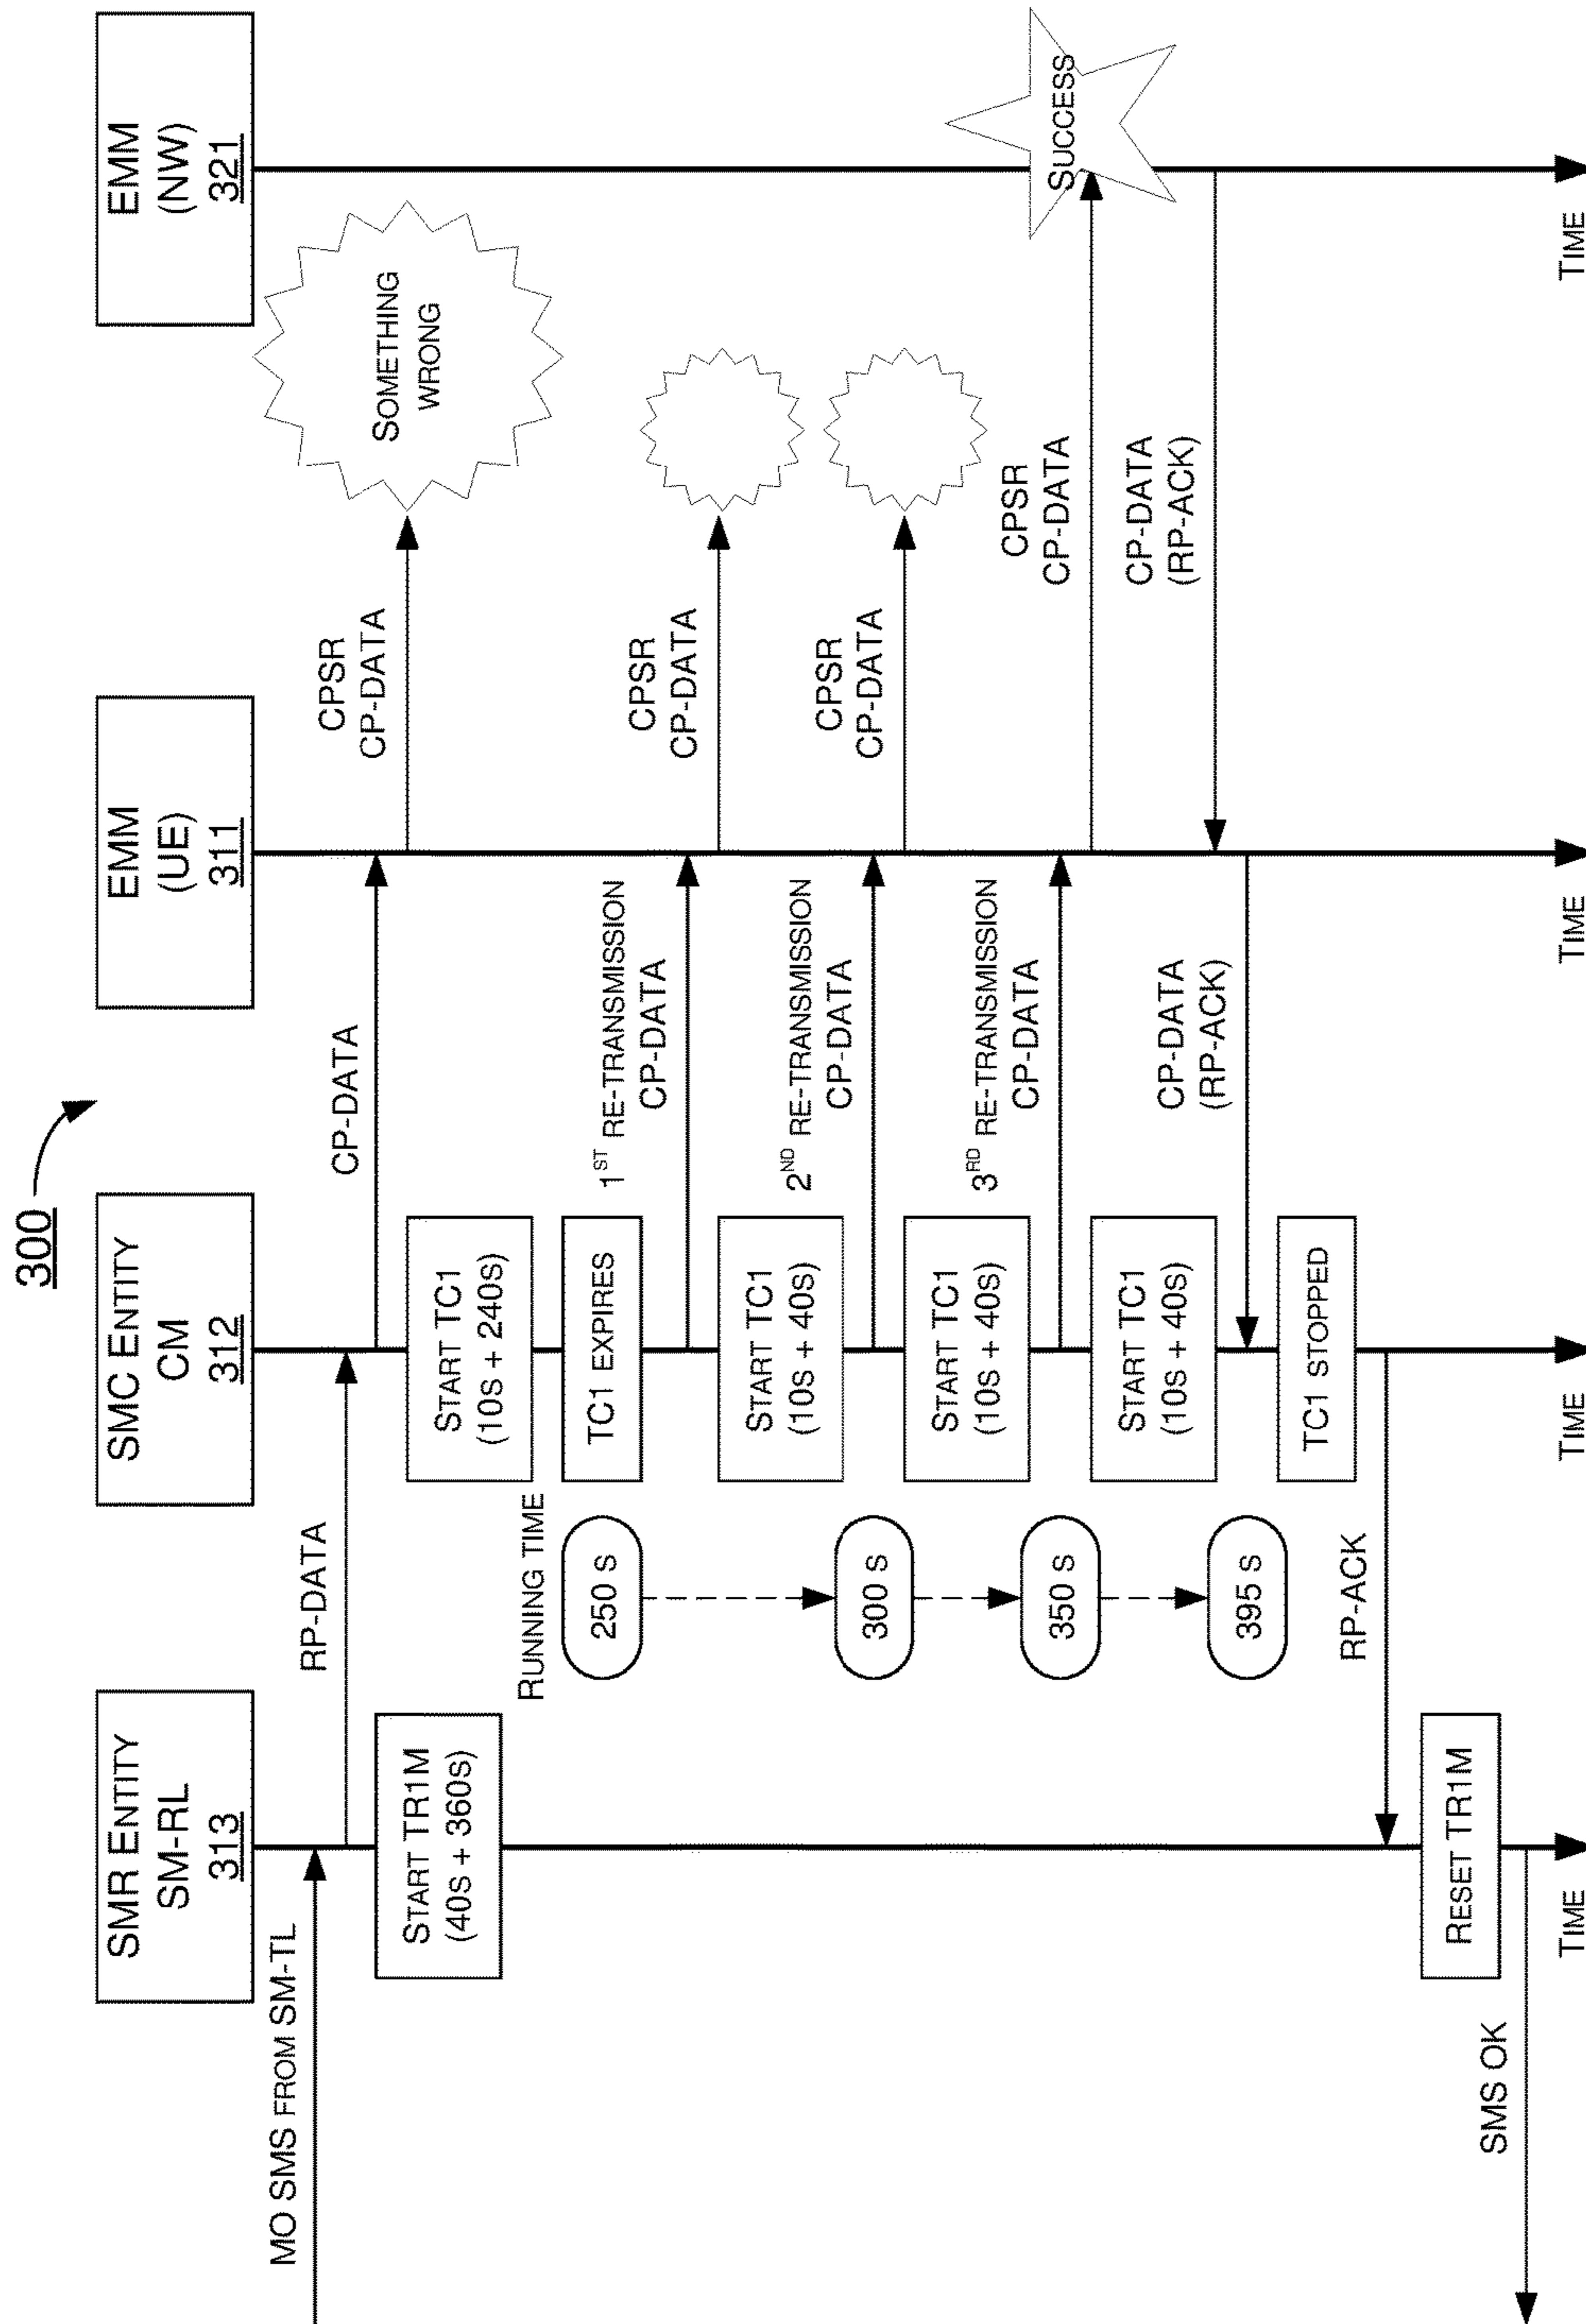 300
SMR ENTITY
SM-RL
313
SMC ENTITY
CM
312
EMM
(UE)
311
EMM
(NW)
321
MO SMS FROM SM-TL
RP-DATA
START TR1M
(40S + 360S)
CP-DATA
CPSR
CP-DATA
SOMETHING
WRONG
START TC1
(10S + 240S)
RUNNING TIME
250 S
TC1 EXPIRES
1ST RE-TRANSMISSION
CP-DATA
CPSR
CP-DATA
START TC1
(10S + 40S)
300 S
2ND RE-TRANSMISSION
CP-DATA
CPSR
CP-DATA
START TC1
(10S + 40S)
350 S
3RD RE-TRANSMISSION
CP-DATA
CPSR
CP-DATA
SUCCESS
START TC1
(10S + 40S)
395 S
CP-DATA
(RP-ACK)
CP-DATA
(RP-ACK)
TC1 STOPPED
RP-ACK
RESET TR1M
SMS OK
TIME
TIME
TIME
TIME